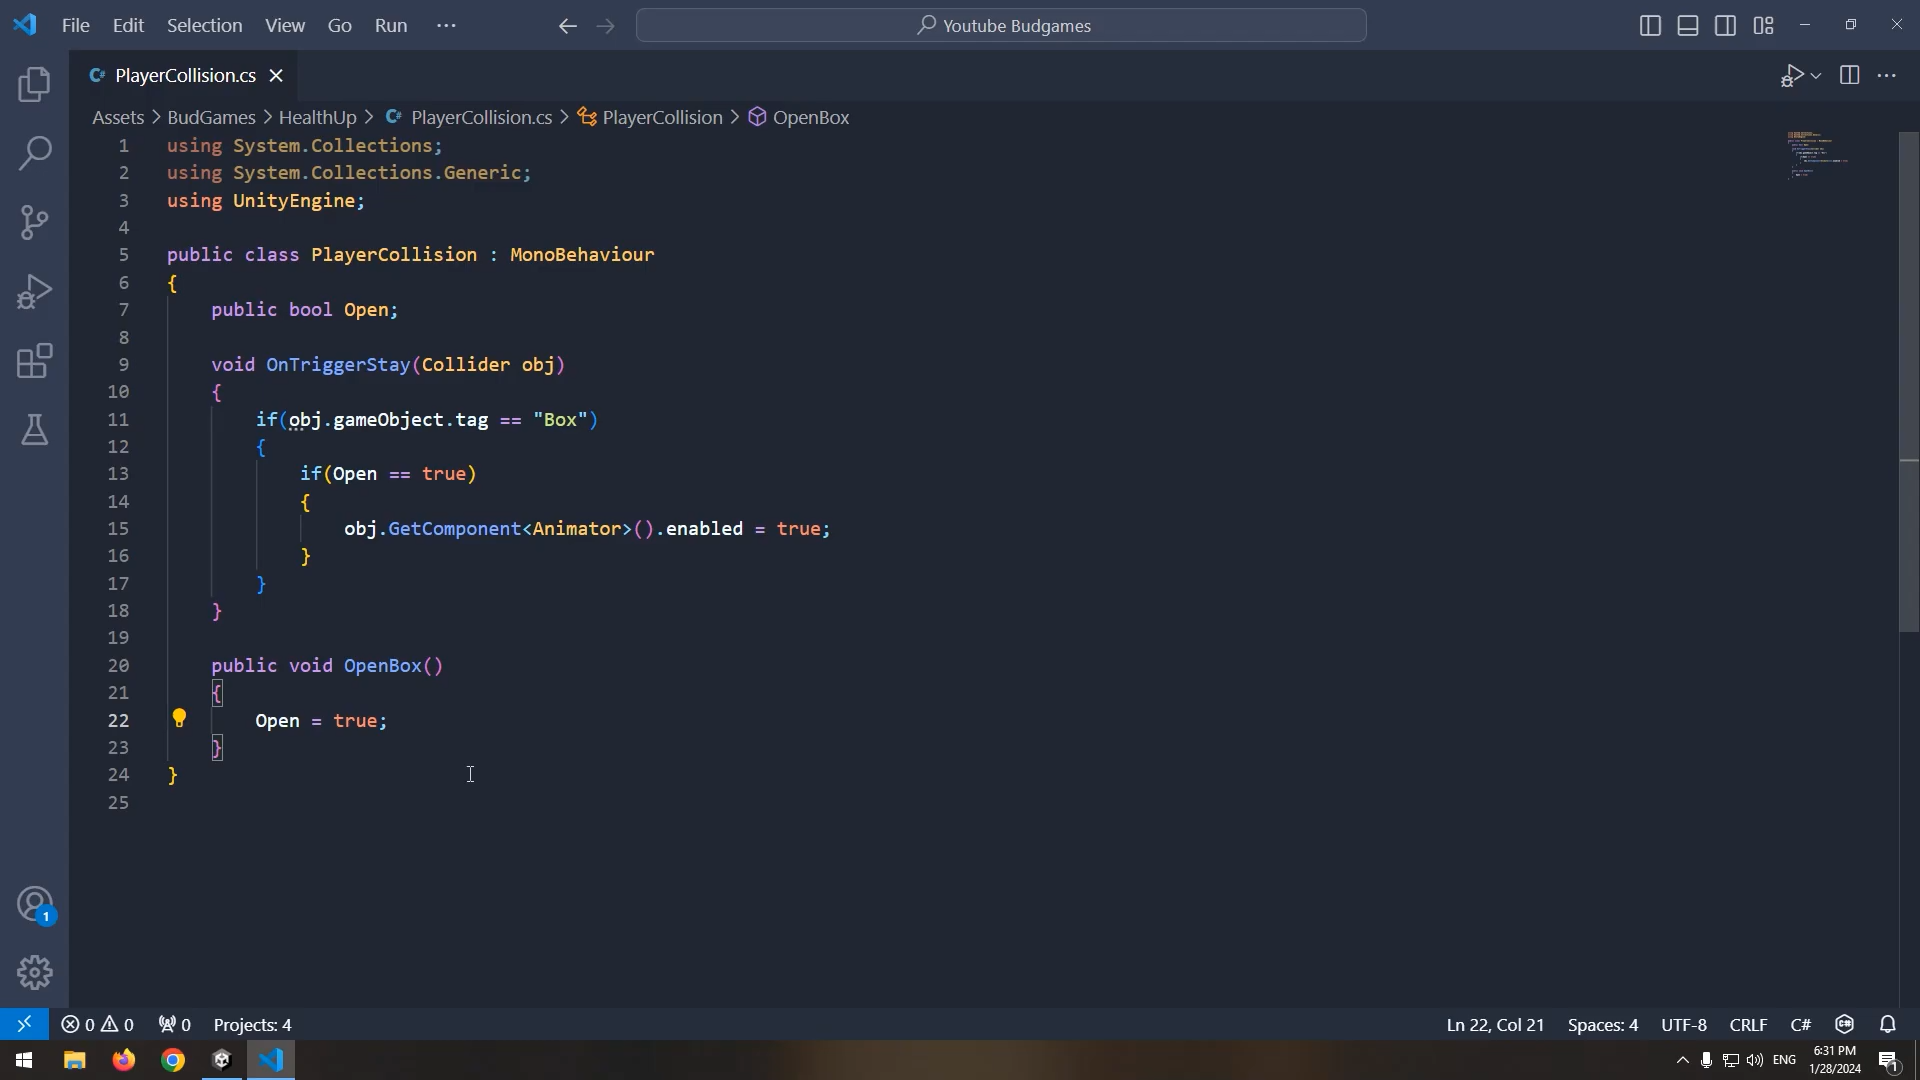 File Edit Selection View Go Run ···
Youtube Budgames
C# PlayerCollision.cs
Assets > BudGames > HealthUp > C# PlayerCollision.cs > PlayerCollision > OpenBox
1 using System.Collections;
2 using System.Collections.Generic;
3 using UnityEngine;
4
5 public class PlayerCollision : MonoBehaviour
6 {
7 public bool Open;
8
9 void OnTriggerStay(Collider obj)
10 {
11 if(obj.gameObject.tag == "Box")
12 {
13 if(Open == true)
14 {
15 obj.GetComponent<Animator>().enabled = true;
16 }
17 }
18 }
19
20 public void OpenBox()
21 {
22 Open = true;
23 }
24 }
25
1
0 0 0 Projects: 4 Ln 22, Col 21 Spaces: 4 UTF-8 CRLF C#
ENG 6:31 PM
1/28/2024 1